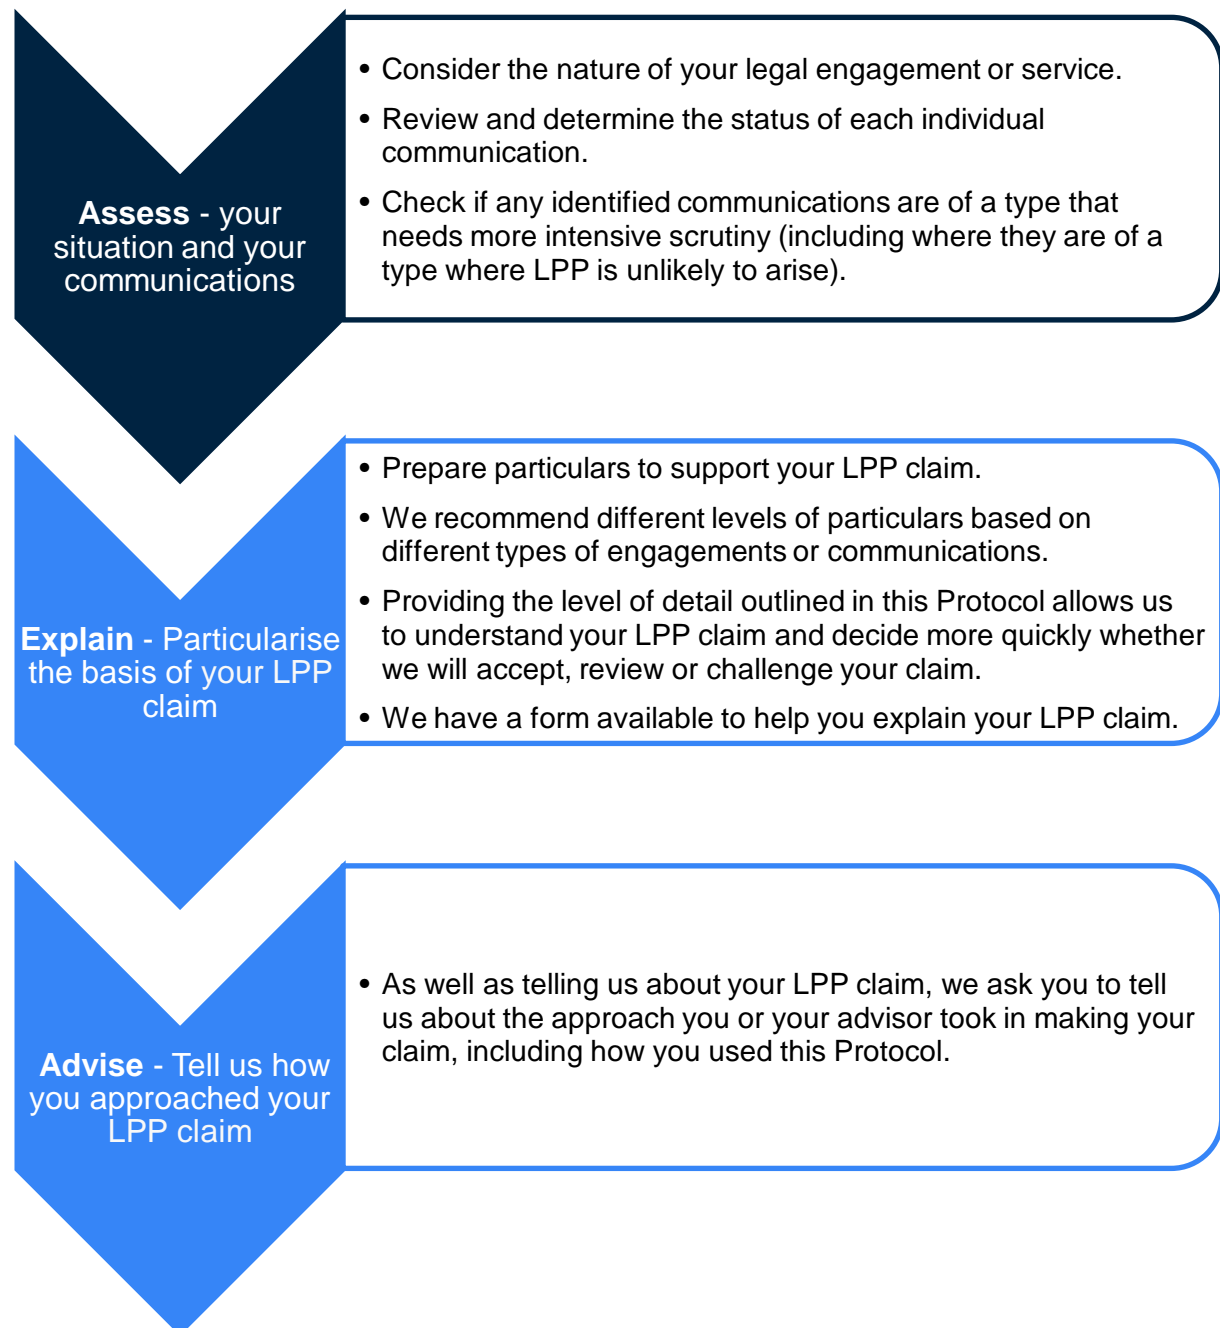 Assess - your
situation and your
communications
• Consider the nature of your legal engagement or service.
• Review and determine the status of each individual
communication.
• Check if any identified communications are of a type that
needs more intensive scrutiny (including where they are of a
type where LPP is unlikely to arise).
Explain - Particularise
the basis of your LPP
claim
• Prepare particulars to support your LPP claim.
• We recommend different levels of particulars based on
different types of engagements or communications.
• Providing the level of detail outlined in this Protocol allows us
to understand your LPP claim and decide more quickly whether
we will accept, review or challenge your claim.
• We have a form available to help you explain your LPP claim.
Advise - Tell us how
you approached your
LPP claim
• As well as telling us about your LPP claim, we ask you to tell
us about the approach you or your advisor took in making your
claim, including how you used this Protocol.